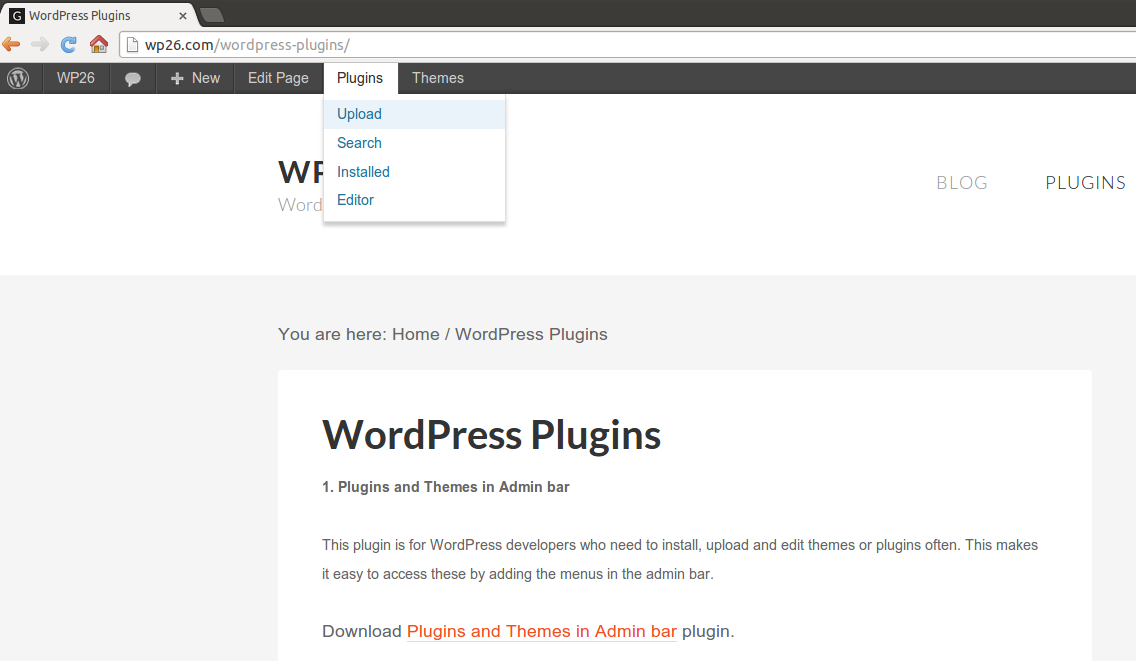 G WordPress Plugins
wp26.com/wordpress-plugins/
WP26 New Edit Page Plugins Themes
Upload
Search
Installed
Editor
WP
Word
BLOG PLUGINS
You are here: Home / WordPress Plugins
WordPress Plugins
1. Plugins and Themes in Admin bar
This plugin is for WordPress developers who need to install, upload and edit themes or plugins often. This makes
it easy to access these by adding the menus in the admin bar.
Download Plugins and Themes in Admin bar plugin.